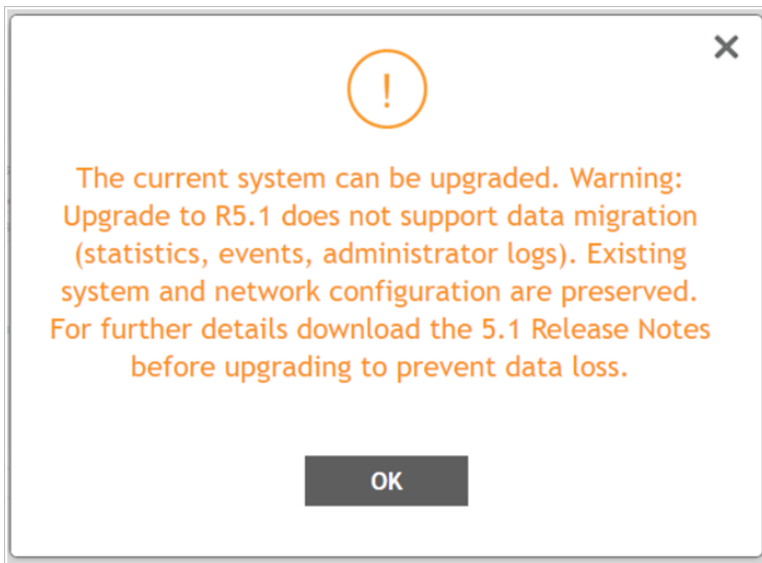 The current system can be upgraded. Warning:
Upgrade to R5.1 does not support data migration
(statistics, events, administrator logs). Existing
system and network configuration are preserved.
For further details download the 5.1 Release Notes
before upgrading to prevent data loss.
OK